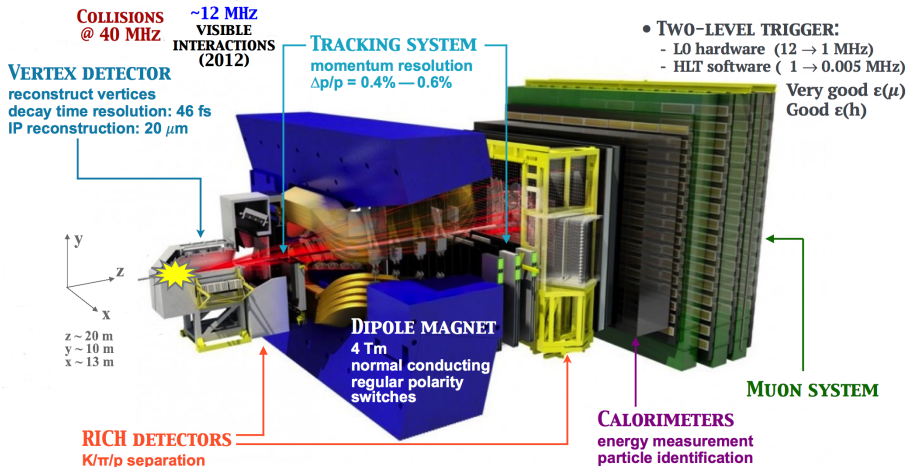 Collisions
@ 40 MHz
~12 MHz
visible
interactions
(2012)
Tracking system
momentum resolution
Δp/p = 0.4% — 0.6%
• Two-level trigger:
- L0 hardware (12 → 1 MHz)
- HLT software ( 1 → 0.005 MHz)
Very good ε(μ)
Good ε(h)
Vertex detector
reconstruct vertices
decay time resolution: 46 fs
IP reconstruction: 20 μm
y
z
x
z ~ 20 m
y ~ 10 m
x ~ 13 m
Dipole magnet
4 Tm
normal conducting
regular polarity
switches
Muon system
Calorimeters
energy measurement
particle identification
RICH detectors
K/π/p separation